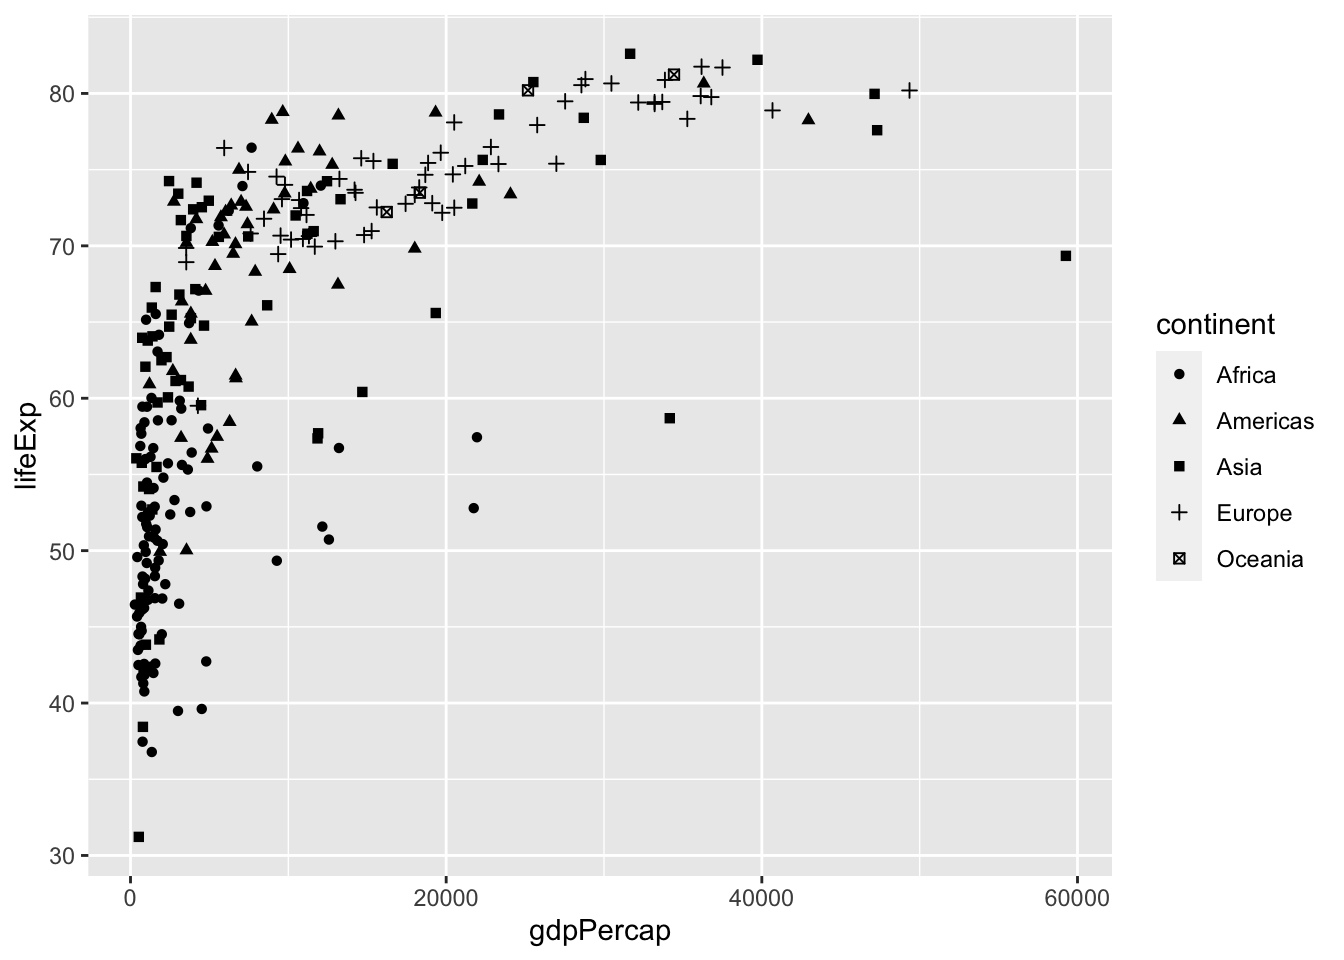 80
70
60
50
40
30
lifeExp
0
20000
40000
60000
gdpPercap
continent
Africa
Americas
Asia
Europe
Oceania